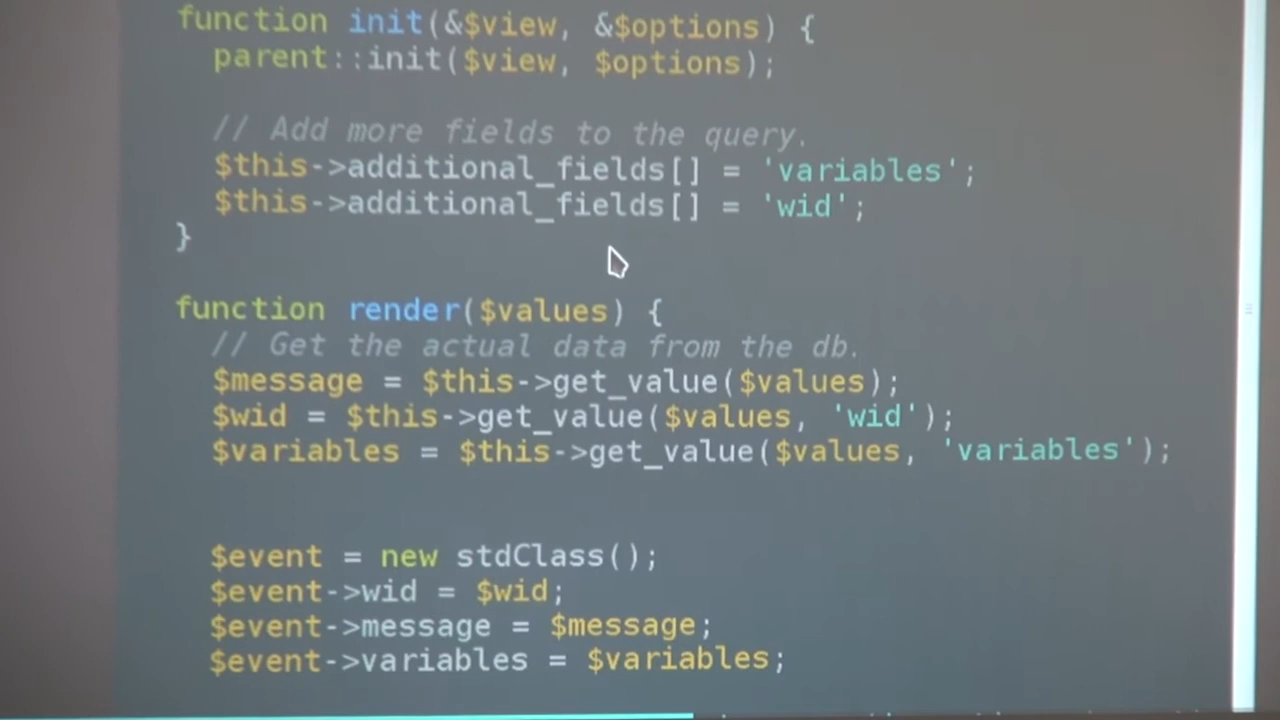 function init(&$view, &$options) {
parent::init($view, $options);
// Add more fields to the query.
$this->additional_fields[] = 'variables';
$this->additional_fields[] = 'wid';
}
function render($values) {
// Get the actual data from the db.
$message = $this->get_value($values);
$wid = $this->get_value($values, 'wid');
$variables = $this->get_value($values, 'variables');
$event = new stdClass();
$event->wid = $wid;
$event->message = $message;
$event->variables = $variables;